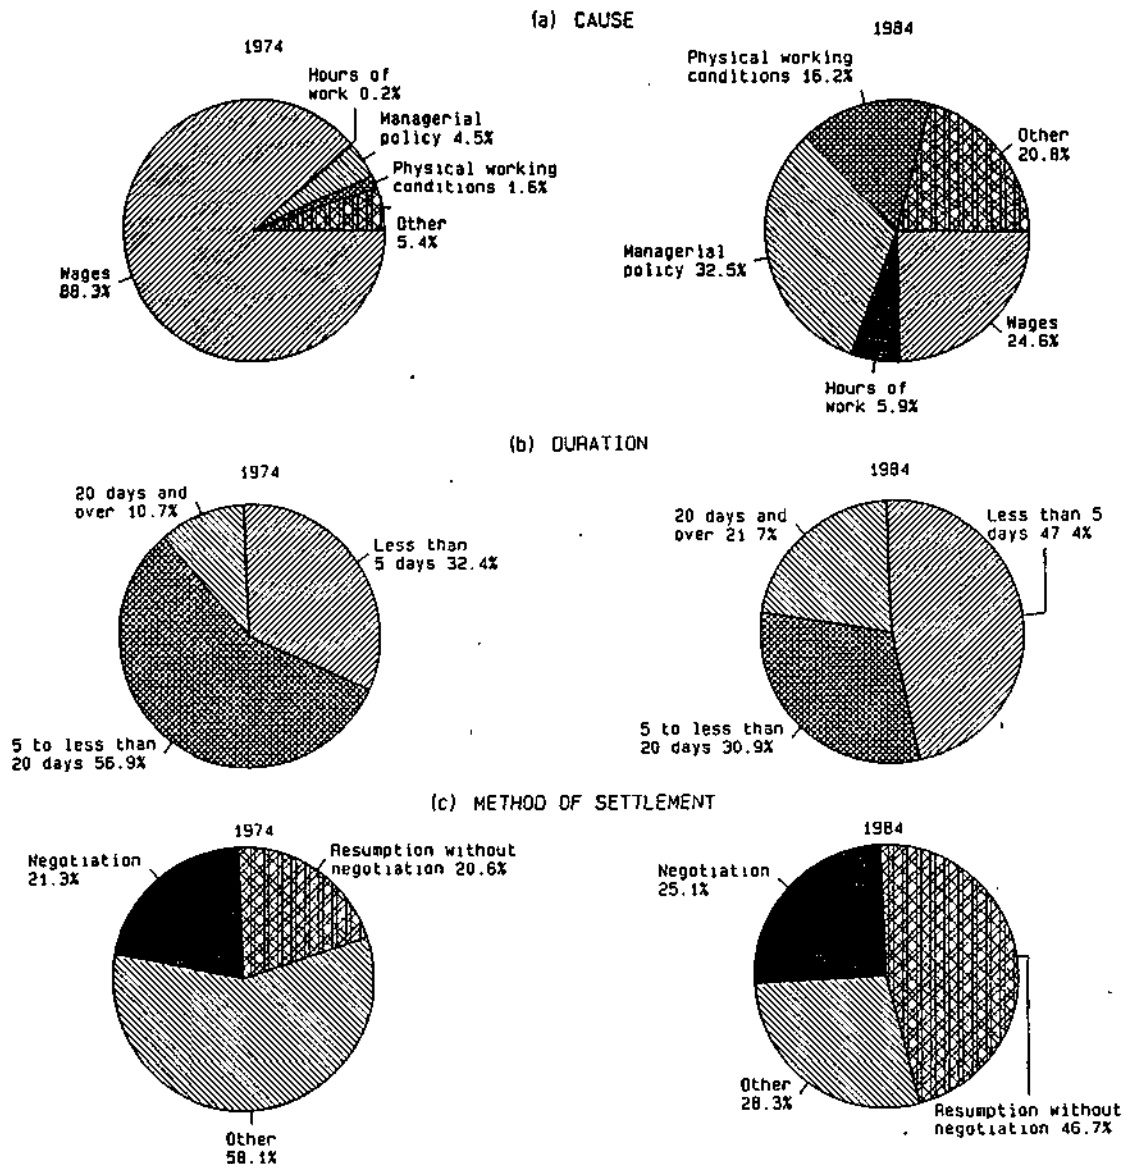 (a) CAUSE
1974
Hours of
work 0.2%
Managerial
policy 4.5%
Physical working
conditions 1.6%
Other
5.4%
Wages
88.3%
1984
Physical working
conditions 16.2%
Other
20.8%
Managerial
policy 32.5%
Wages
24.6%
Hours of
work 5.9%
(b) DURATION
1974
20 days and
over 10.7%
Less than
5 days 32.4%
5 to less than
20 days 56.9%
1984
20 days and
over 21 7%
Less than 5
days 47 4%
5 to less than
20 days 30.9%
(c) METHOD OF SETTLEMENT
1974
Negotiation
21.3%
Resumption without
negotiation 20.6%
Other
58.1%
1984
Negotiation
25.1%
Other
28.3%
Resumption without
negotiation 46.7%